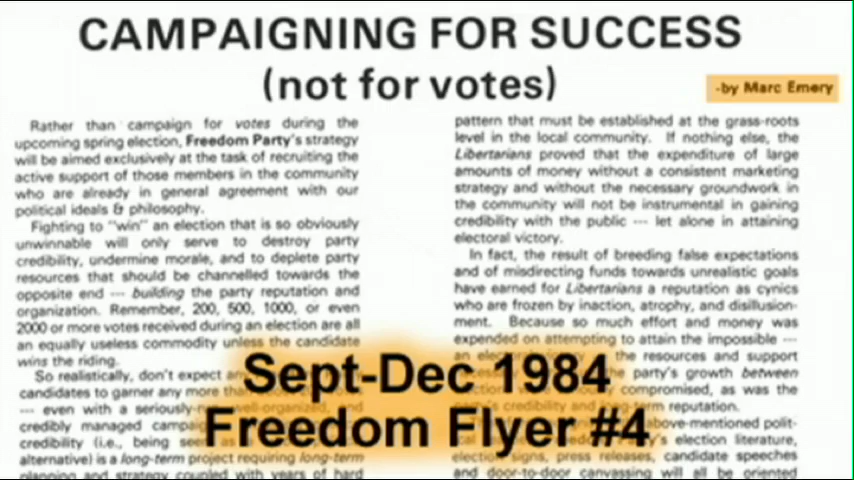 CAMPAIGNING FOR SUCCESS
(not for votes)
-by Marc Emery
Rather than campaign for votes during the
upcoming spring election, Freedom Party's strategy
will be aimed exclusively at the task of recruiting the
active support of those members in the community
who are already in general agreement with our
political ideals & philosophy.
Fighting to "win" an election that is so obviously
unwinnable will only serve to destroy party
credibility, undermine morale, and to deplete party
resources that should be channelled towards the
opposite end --- building the party reputation and
organization. Remember, 200, 500, 1000, or even
2000 or more votes received during an election are all
an equally useless commodity unless the candidate
wins the riding.
So realistically, don't expect
candidates to garner any more
--- even with a seriously
credibly managed
credibility (i.e., being
alternative) is a long-term project requiring long-term
planning and strategy coupled with years of hard
pattern that must be established at the grass-roots
level in the local community. If nothing else, the
Libertarians proved that the expenditure of large
amounts of money without a consistent marketing
strategy and without the necessary groundwork in
the community will not be instrumental in gaining
credibility with the public --- let alone in attaining
electoral victory.
In fact, the result of breeding false expectations
and of misdirecting funds towards unrealistic goals
have earned for Libertarians a reputation as cynics
who are frozen by inaction, atrophy, and disillusion-
ment. Because so much effort and money was
expended on attempting to attain the impossible ---
the resources and support
the party's growth between
compromised, as was the
reputation.
above-mentioned polit-
election literature,
election signs, press releases, candidate speeches
and door-to-door canvassing will all be oriented
Sept-Dec 1984
Freedom Flyer #4